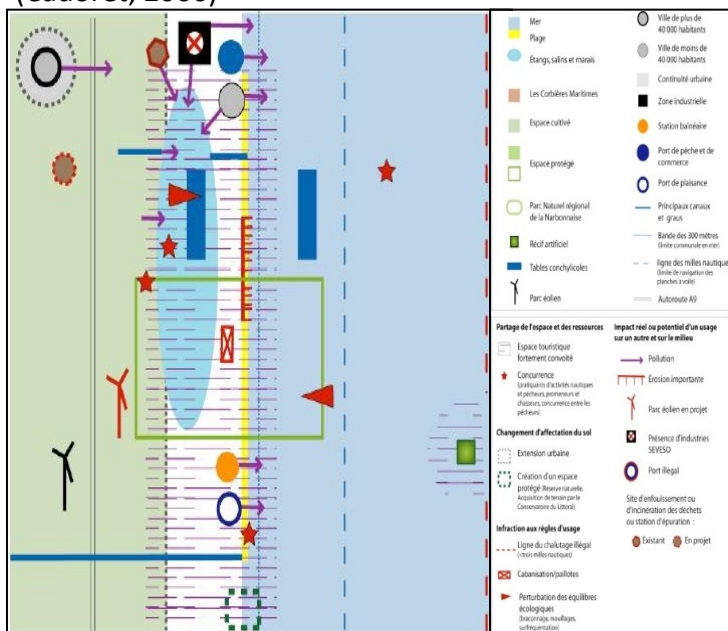 (Cadoret, 2006)
Mer
Plage
Étangs, salins et marais
Les Corbières Maritimes
Espace cultivé
Espace protégé
Parc Naturel régional
de la Narbonnaise
Récif artificiel
Tables conchylicoles
Parc éolien
Ville de plus de
40 000 habitants
Ville de moins de
40 000 habitants
Continuité urbaine
Zone industrielle
Station balnéaire
Port de pêche et de
commerce
Port de plaisance
Principaux canaux
et graus
Bande des 300 mètres
(limite communale en mer)
ligne des milles nautique
(limite de navigation des
planches à voile)
Autoroute A9
Partage de l'espace et des ressources
Espace touristique
fortement convoité
Concurrence
(pratiquants d'activités nautiques
et pêcheurs, promeneurs et
chasseurs, concurrence entre les
pêcheurs)
Changement d'affectation du sol
Extension urbaine
Création d'un espace
protégé (Réserve naturelle,
Acquisition de terrain par le
Conservatoire du Littoral)
Infraction aux règles d'usage
Ligne du chalutage illégal
(trois milles nautiques)
Cabanisation/paillotes
Perturbation des équilibres
écologiques
(braconnage, mouillages,
surfréquentation)
Impact réel ou potentiel d'un usage
sur un autre et sur le milieu
Pollution
Érosion importante
Parc éolien en projet
Présence d'industries
SEVESO
Port illégal
Site d'enfouissement ou
d'incinération des déchets
ou station d'épuration :
Existant
En projet